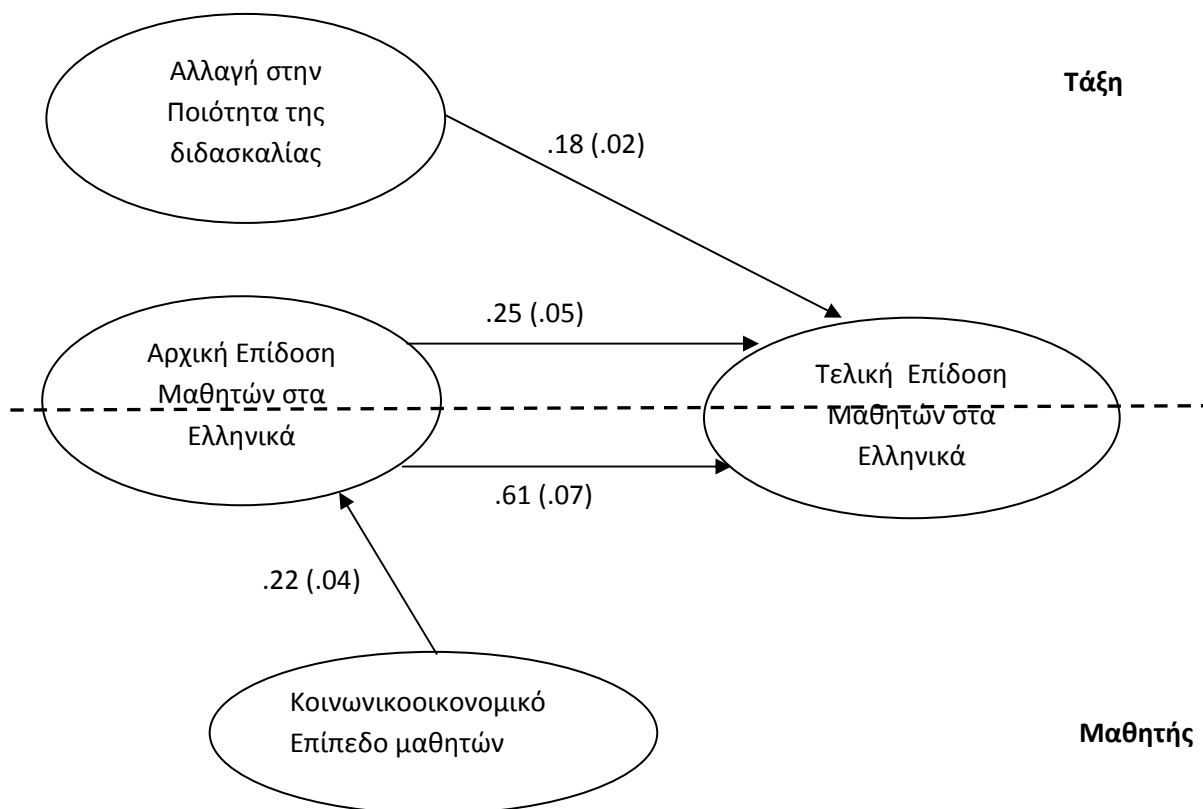 Αλλαγή στην
Ποιότητα της
διδασκαλίας
Τάξη
.18 (.02)
.25 (.05)
Αρχική Επίδοση
Μαθητών στα
Ελληνικά
Τελική Επίδοση
Μαθητών στα
Ελληνικά
.61 (.07)
.22 (.04)
Κοινωνικοοικονομικό
Επίπεδο μαθητών
Μαθητής